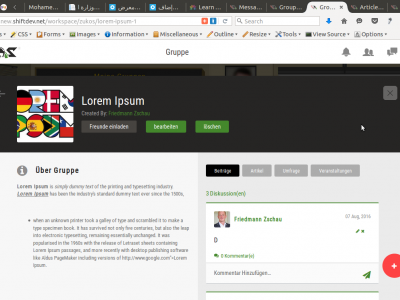 Mohame
Learn
Messa
Group
Gro
Article
new.shiftdev.net/workspace/zukos/lorem-ipsum-1
Search
CSS Forms Images Information Miscellaneous Outline Resize Tools View Source Options
Gruppe
Lorem Ipsum
Created By: Friedmann Zschau
Freunde einladen bearbeiten löschen
Über Gruppe
Beiträge Artikel Umfrage Veranstaltungen
Lorem Ipsum is simply dummy text of the printing and typesetting industry.
Lorem Ipsum has been the industry's standard dummy text ever since the 1500s,
3 Diskussion(en)
Friedmann Zschau
07 Aug, 2016
D
0 Kommentar(e)
Kommentar Hinzufügen...
when an unknown printer took a galley of type and scrambled it to make a
type specimen book. It has survived not only five centuries, but also the leap
into electronic typesetting, remaining essentially unchanged. It was
popularised in the 1960s with the release of Letraset sheets containing
Lorem Ipsum passages, and more recently with desktop publishing software
like Aldus PageMaker including versions of http://www.google.com">Lorem
Ipsum.